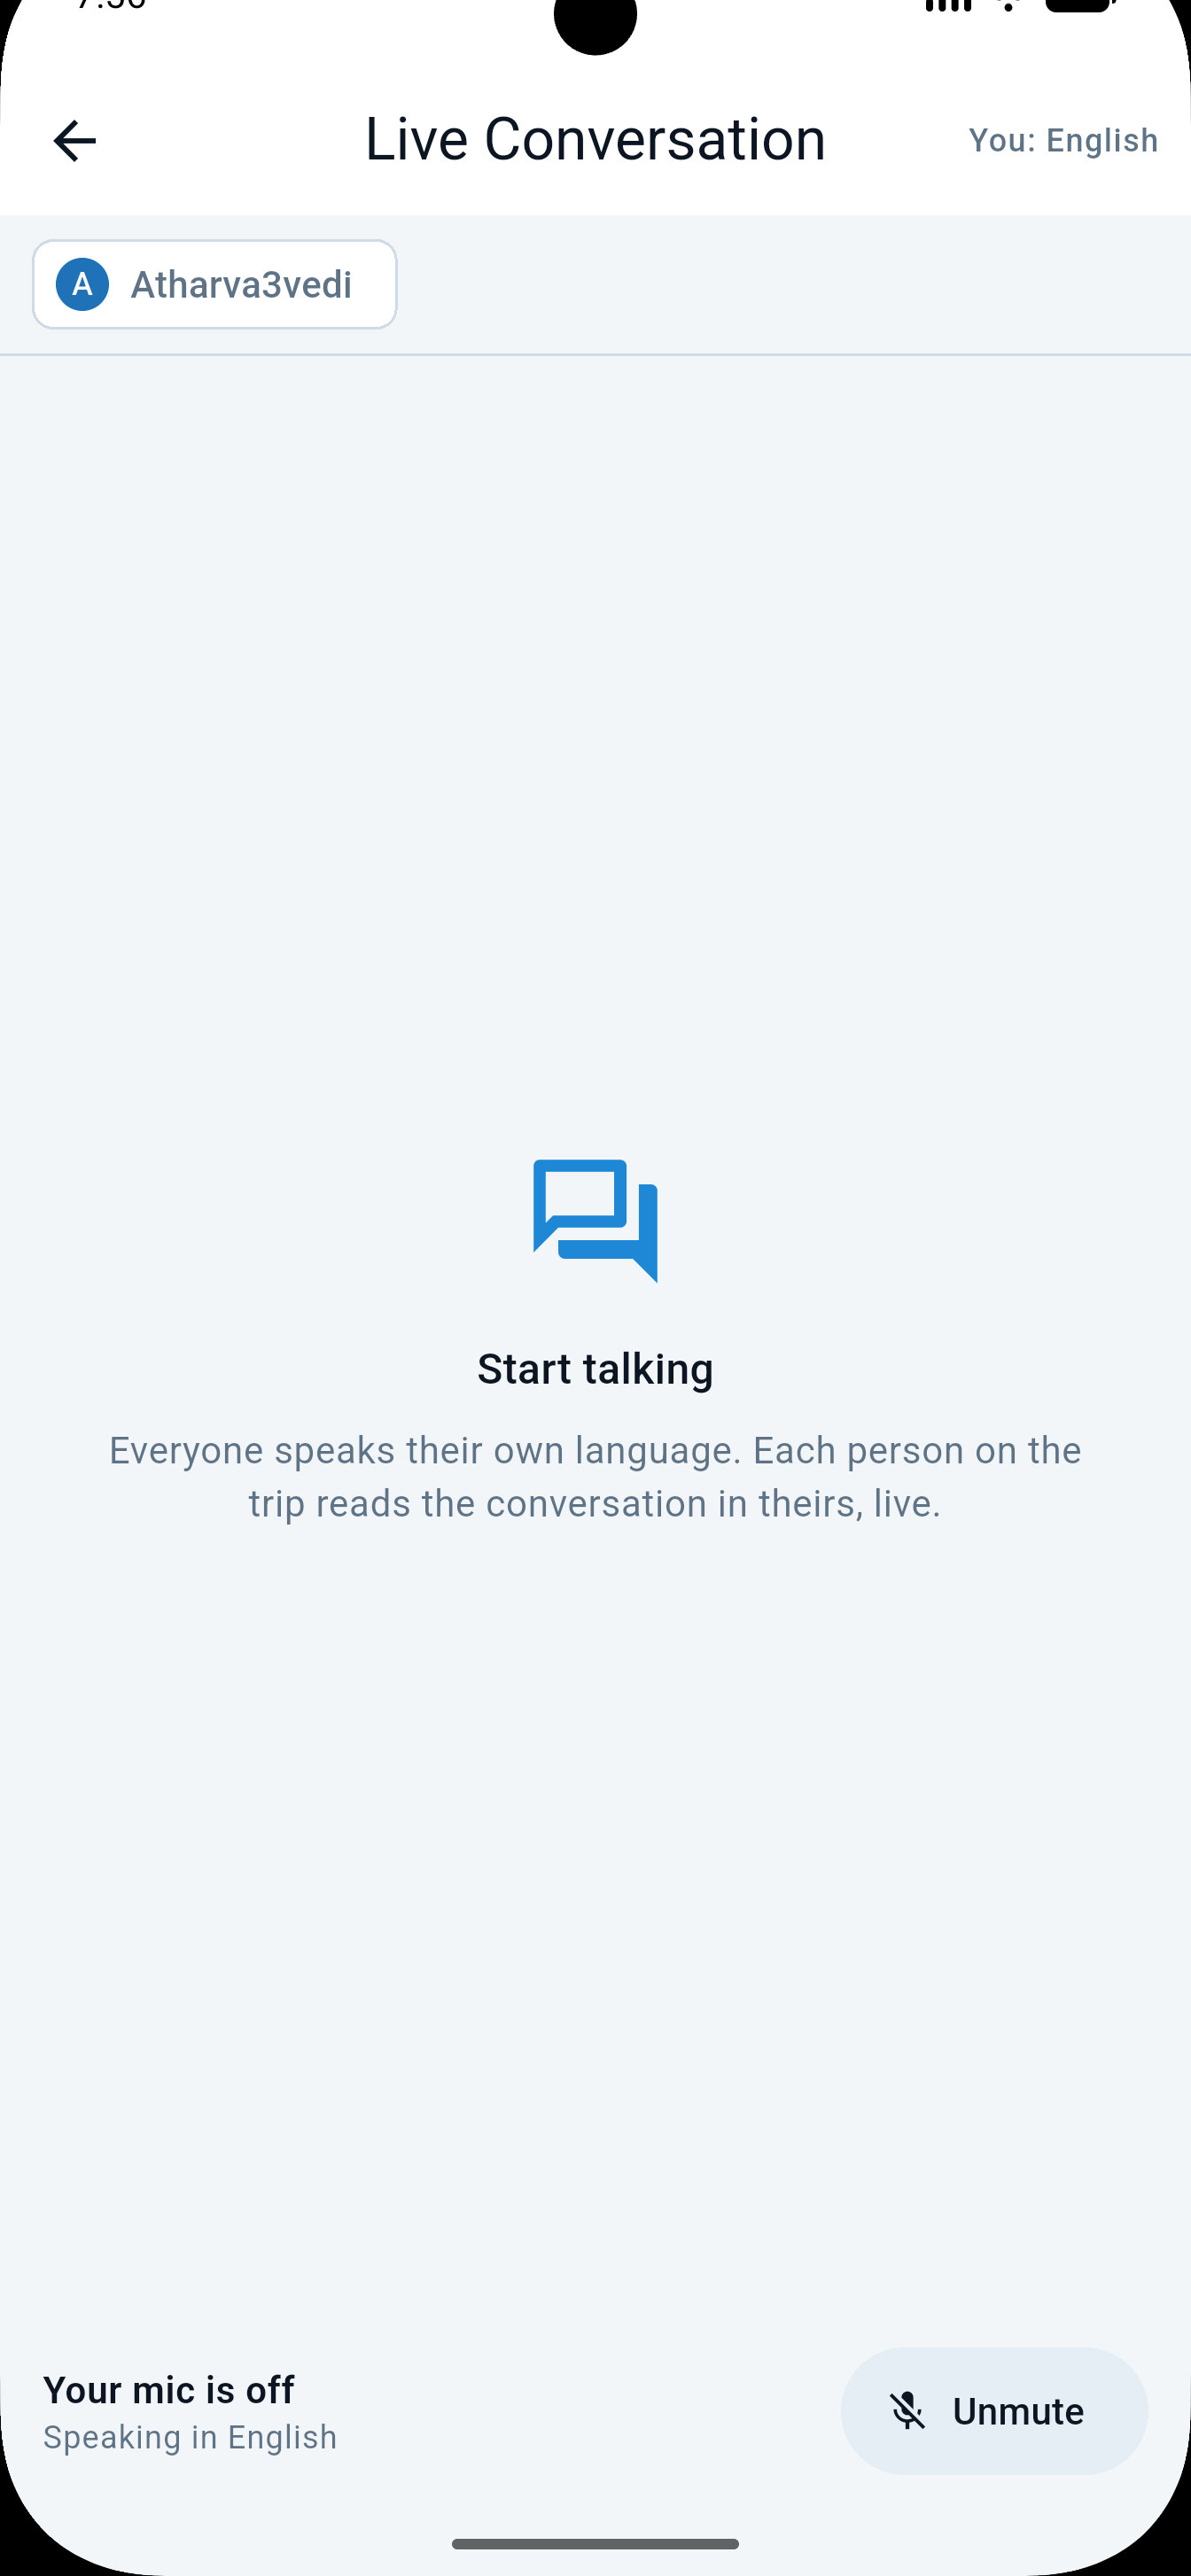 Live Conversation
You: English
A
Atharva3vedi
Start talking
Everyone speaks their own language. Each person on the
trip reads the conversation in theirs, live.
Your mic is off
Speaking in English
Unmute